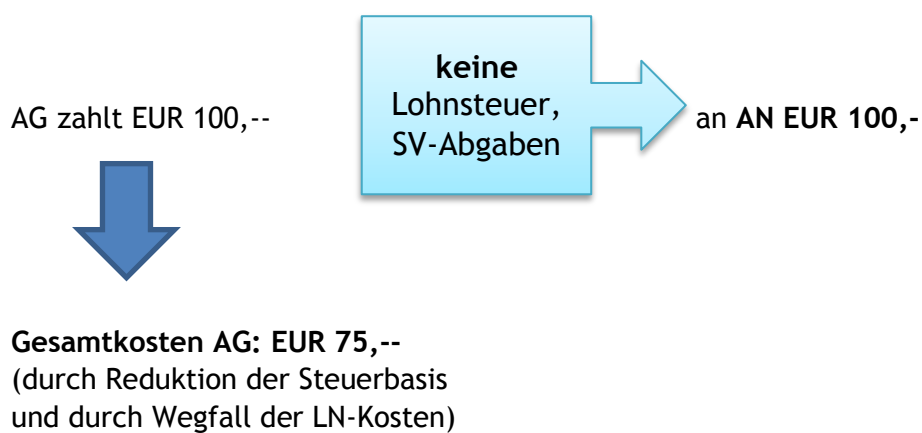 AG zahlt EUR 100,--
keine
Lohnsteuer,
SV-Abgaben
an AN EUR 100,-
Gesamtkosten AG: EUR 75,--
(durch Reduktion der Steuerbasis
und durch Wegfall der LN-Kosten)